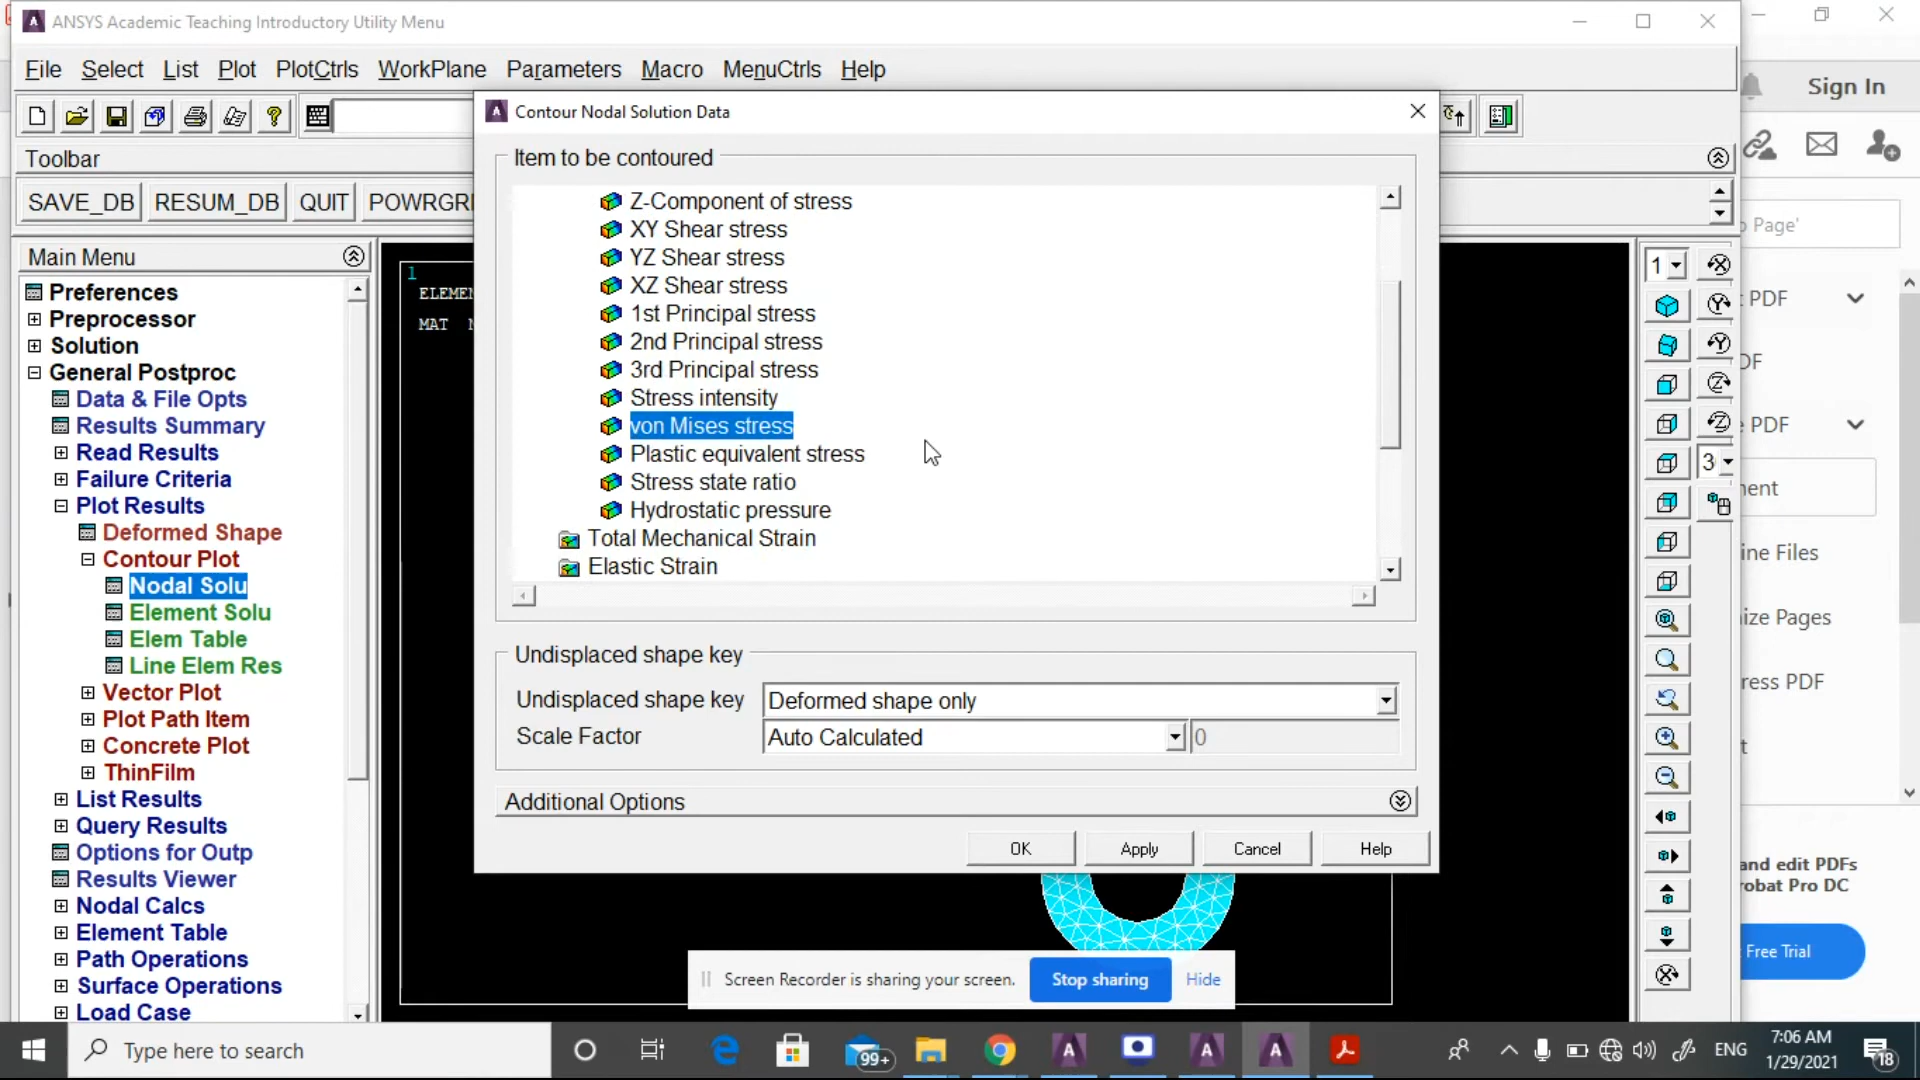 ANSYS Academic Teaching Introductory Utility Menu
File Select List Plot PlotCtrls WorkPlane Parameters Macro MenuCtrls Help
Toolbar
SAVE_DB RESUM_DB QUIT POWRGR
Main Menu
Preferences
Preprocessor
Solution
General Postproc
Data & File Opts
Results Summary
Read Results
Failure Criteria
Plot Results
Deformed Shape
Contour Plot
Nodal Solu
Element Solu
Elem Table
Line Elem Res
Vector Plot
Plot Path Item
Concrete Plot
ThinFilm
List Results
Query Results
Options for Outp
Results Viewer
Nodal Calcs
Element Table
Path Operations
Surface Operations
Load Case
1
ELEMEN
MAT
Contour Nodal Solution Data
Item to be contoured
Z-Component of stress
XY Shear stress
YZ Shear stress
XZ Shear stress
1st Principal stress
2nd Principal stress
3rd Principal stress
Stress intensity
von Mises stress
Plastic equivalent stress
Stress state ratio
Hydrostatic pressure
Total Mechanical Strain
Elastic Strain
Undisplaced shape key
Undisplaced shape key Deformed shape only
Scale Factor Auto Calculated 0
Additional Options
OK Apply Cancel Help
Screen Recorder is sharing your screen. Stop sharing Hide
1
3
Sign In
Page'
PDF
DF
PDF
ment
ine Files
ize Pages
ress PDF
t
and edit PDFs
robat Pro DC
Free Trial
Type here to search
99+
ENG
7:06 AM
1/29/2021
18